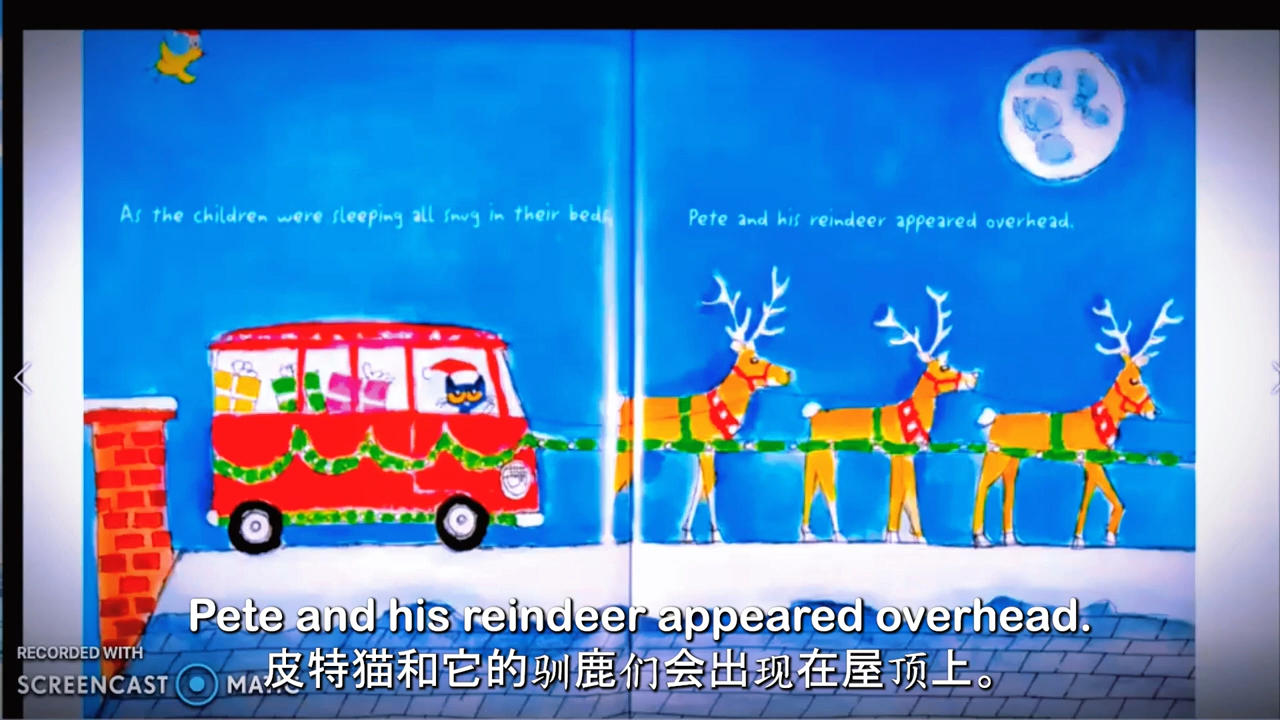 As the children were sleeping all snug in their beds,
Pete and his reindeer appeared overhead.
Pete and his reindeer appeared overhead.
皮特猫和它的驯鹿们会出现在屋顶上。
RECORDED WITH
SCREENCAST MATIC